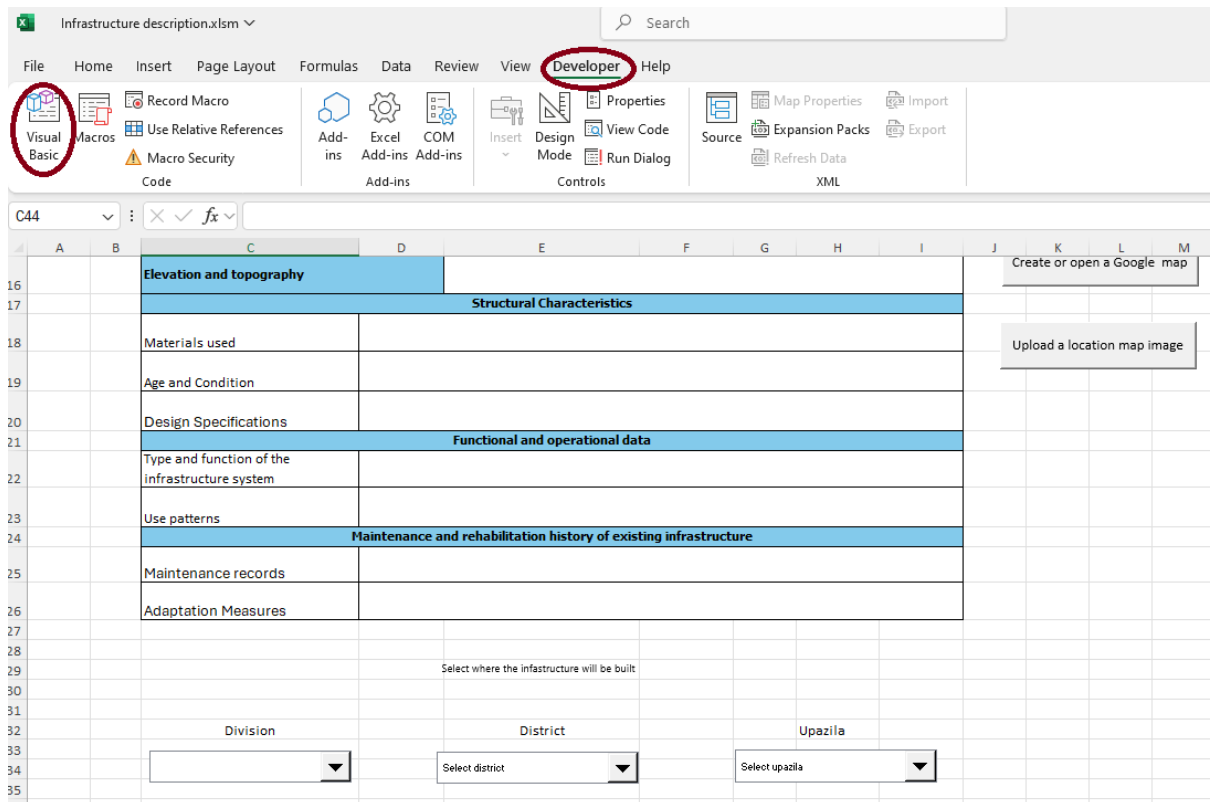 Infrastructure description.xlsm
Search
File Home Insert Page Layout Formulas Data Review View Developer Help
Visual Basic
Macros
Record Macro
Use Relative References
Macro Security
Code
Add-ins
Excel Add-ins
COM Add-ins
Add-ins
Insert
Design Mode
Properties
View Code
Run Dialog
Controls
Source
Map Properties
Expansion Packs
Refresh Data
Import
Export
XML
C44
fx
A B C D E F G H I J K L M
16 Elevation and topography
Create or open a Google map
17 Structural Characteristics
18 Materials used
Upload a location map image
19 Age and Condition
20 Design Specifications
21 Functional and operational data
Type and function of the
22 infrastructure system
23 Use patterns
24 Maintenance and rehabilitation history of existing infrastructure
25 Maintenance records
26 Adaptation Measures
27
28
29 Select where the infastructure will be built
30
31
32 Division District Upazila
33
34 Select district Select upazila
35